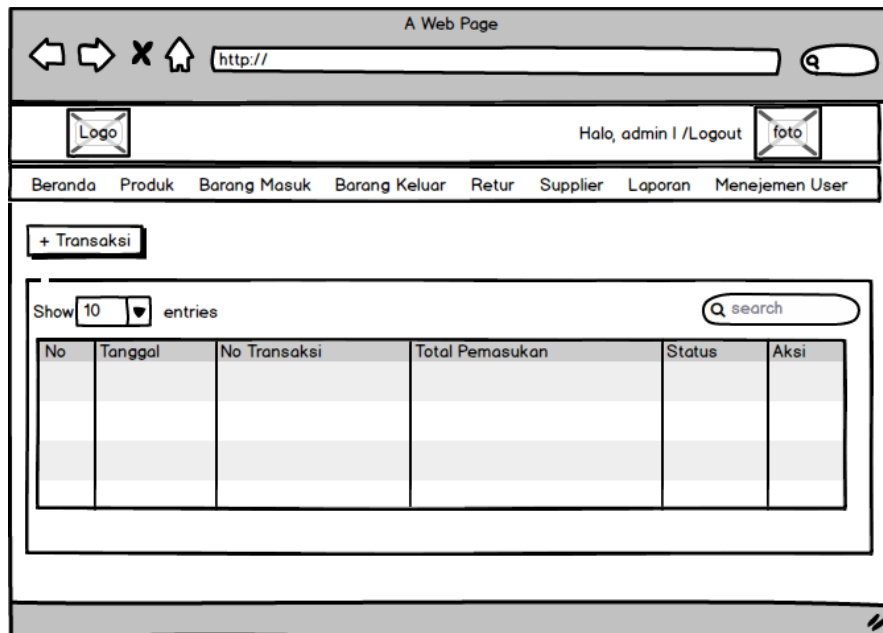 A Web Page
http://
Logo
Halo, admin | /Logout
foto
Beranda Produk Barang Masuk Barang Keluar Retur Supplier Laporan Menejemen User
+ Transaksi
Show 10 entries
search
No Tanggal No Transaksi Total Pemasukan Status Aksi